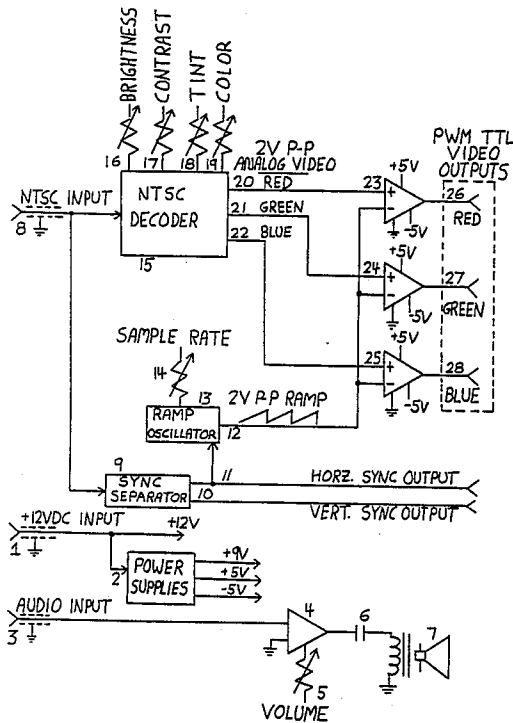 BRIGHTNESS
CONTRAST
TINT
COLOR
16
17
18
19
2V P-P
ANALOG VIDEO
NTSC INPUT
8
NTSC
DECODER
15
20 RED
21 GREEN
22 BLUE
PWM TTL
VIDEO
OUTPUTS
+5V
23
+
-
-5V
26
RED
+5V
24
+
-
-5V
27
GREEN
+5V
25
+
-
-5V
28
BLUE
SAMPLE RATE
14
13
RAMP
OSCILLATOR
12
2V P-P RAMP
9
SYNC
SEPARATOR
11
10
HORZ. SYNC OUTPUT
VERT. SYNC OUTPUT
+12VDC INPUT
1
+12V
2
POWER
SUPPLIES
+9V
+5V
-5V
AUDIO INPUT
3
4
5
VOLUME
6
7